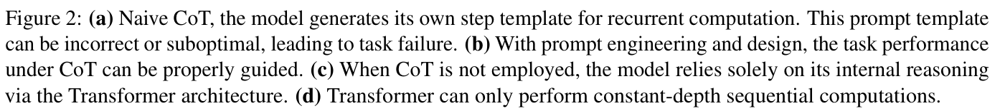 Figure 2: (a) Naive CoT, the model generates its own step template for recurrent computation. This prompt template
can be incorrect or suboptimal, leading to task failure. (b) With prompt engineering and design, the task performance
under CoT can be properly guided. (c) When CoT is not employed, the model relies solely on its internal reasoning
via the Transformer architecture. (d) Transformer can only perform constant-depth sequential computations.